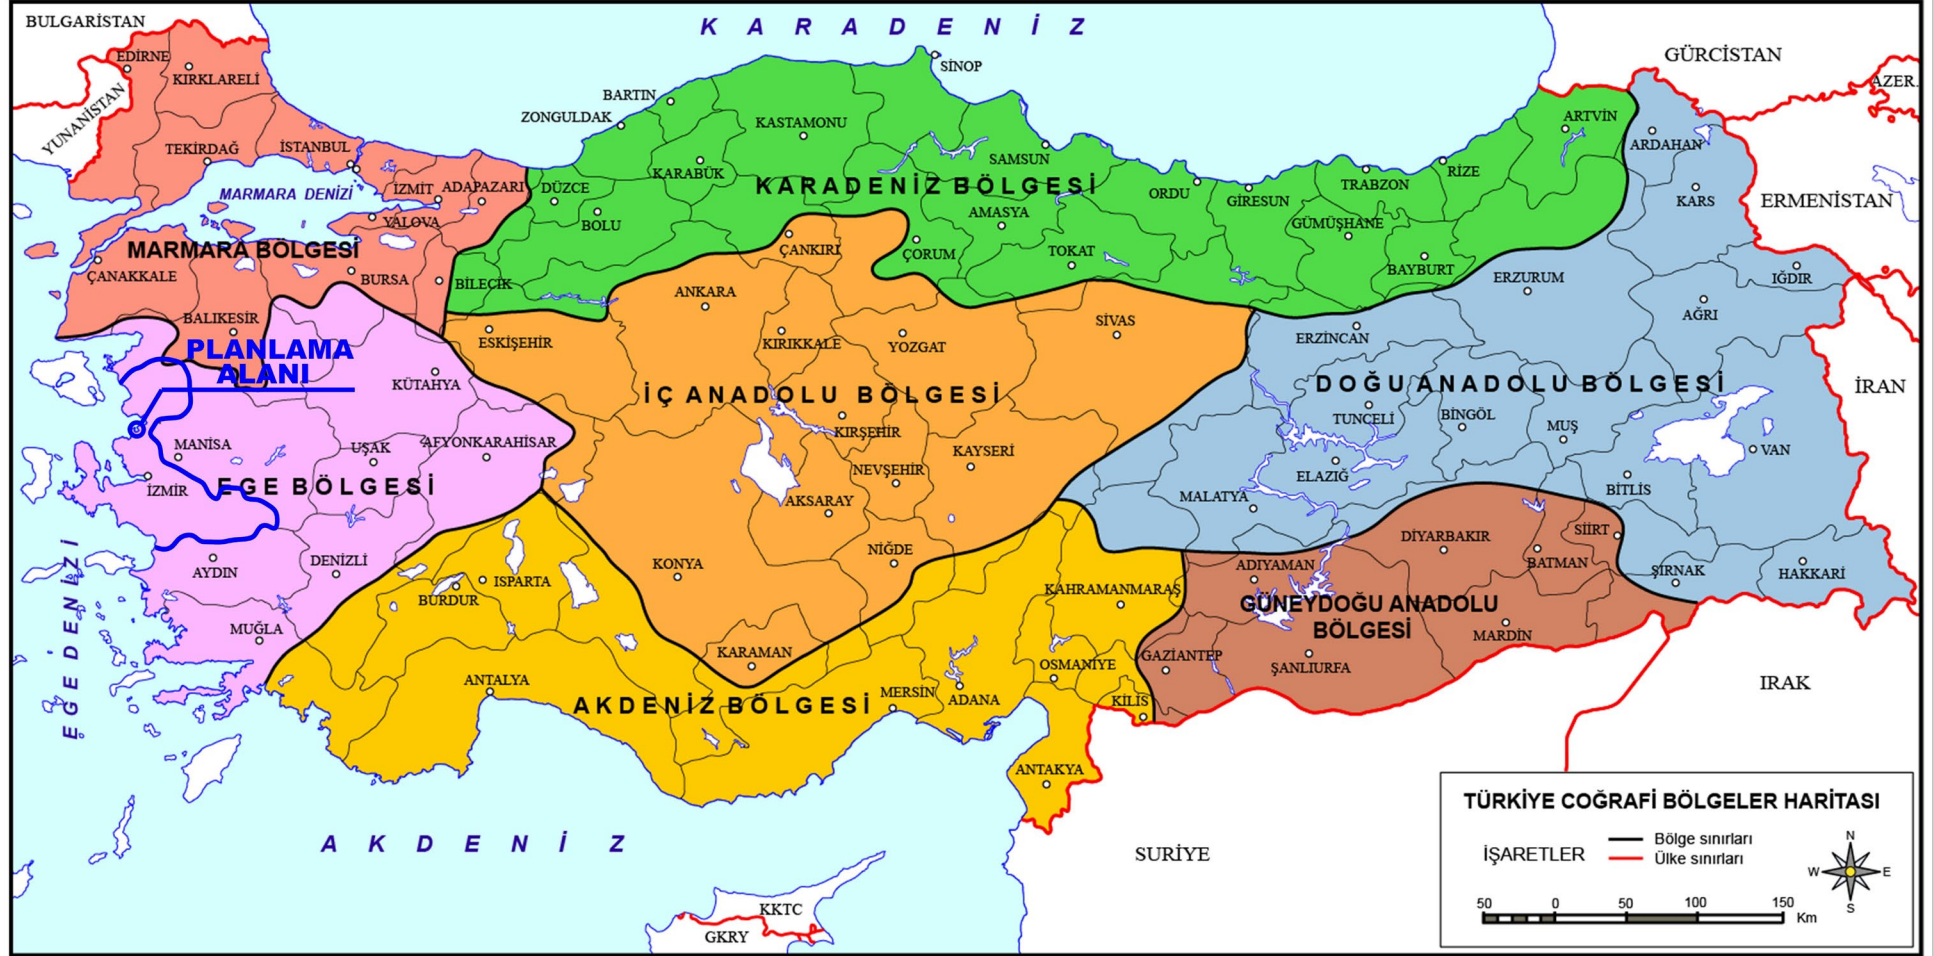 BULGARİSTAN
K A R A D E N İ Z
GÜRCİSTAN
AZER.
EDİRNE
KIRKLARELİ
YUNANİSTAN
TEKİRDAĞ
İSTANBUL
MARMARA DENİZİ
İZMİT
ADAPAZARI
YALOVA
MARMARA BÖLGESİ
ÇANAKKALE
BURSA
BİLECİK
BALIKESİR
SİNOP
BARTIN
ZONGULDAK
KASTAMONU
KARABÜK
SAMSUN
DÜZCE
BOLU
KARADENİZ BÖLGESİ
AMASYA
ORDU
GİRESUN
TRABZON
RİZE
ARTVİN
GÜMÜŞHANE
ÇORUM
TOKAT
BAYBURT
ARDAHAN
KARS
ERMENİSTAN
ÇANKIRI
ANKARA
ESKİŞEHİR
KIRIKKALE
YOZGAT
SİVAS
İÇ ANADOLU BÖLGESİ
KIRŞEHİR
NEVŞEHİR
KAYSERİ
AKSARAY
NİĞDE
KONYA
KARAMAN
ERZURUM
IĞDIR
AĞRI
ERZİNCAN
DOĞU ANADOLU BÖLGESİ
İRAN
TUNCELİ
BİNGÖL
MUŞ
VAN
ELAZIĞ
BİTLİS
MALATYA
HAKKARİ
ŞIRNAK
PLANLAMA
ALANI
KÜTAHYA
MANİSA
UŞAK
AFYONKARAHİSAR
İZMİR
EGE BÖLGESİ
AYDIN
DENİZLİ
MUĞLA
EGE DENİZİ
BURDUR
ISPARTA
ANTALYA
AKDENİZ BÖLGESİ
MERSİN
ADANA
OSMANİYE
KAHRAMANMARAŞ
KİLİS
ANTAKYA
DİYARBAKIR
SİİRT
BATMAN
ADIYAMAN
GÜNEYDOĞU ANADOLU
BÖLGESİ
MARDİN
GAZİANTEP
ŞANLIURFA
IRAK
SURİYE
A K D E N İ Z
KKTC
GKRY
TÜRKİYE COĞRAFİ BÖLGELER HARİTASI
İŞARETLER
Bölge sınırları
Ülke sınırları
N
W
E
S
50 0 50 100 150
Km